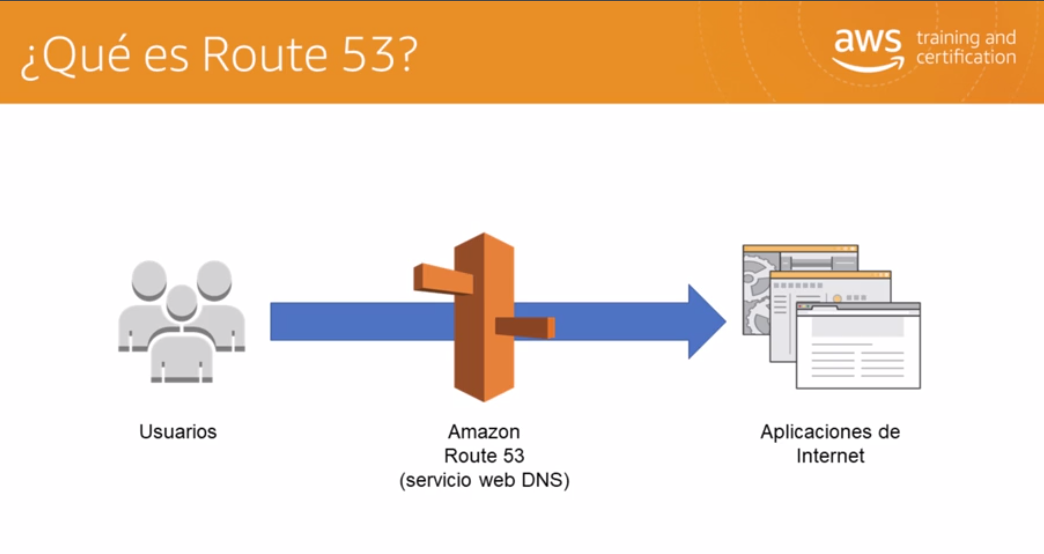 ¿Qué es Route 53?
aws training and
certification
Usuarios
Amazon
Route 53
(servicio web DNS)
Aplicaciones de
Internet